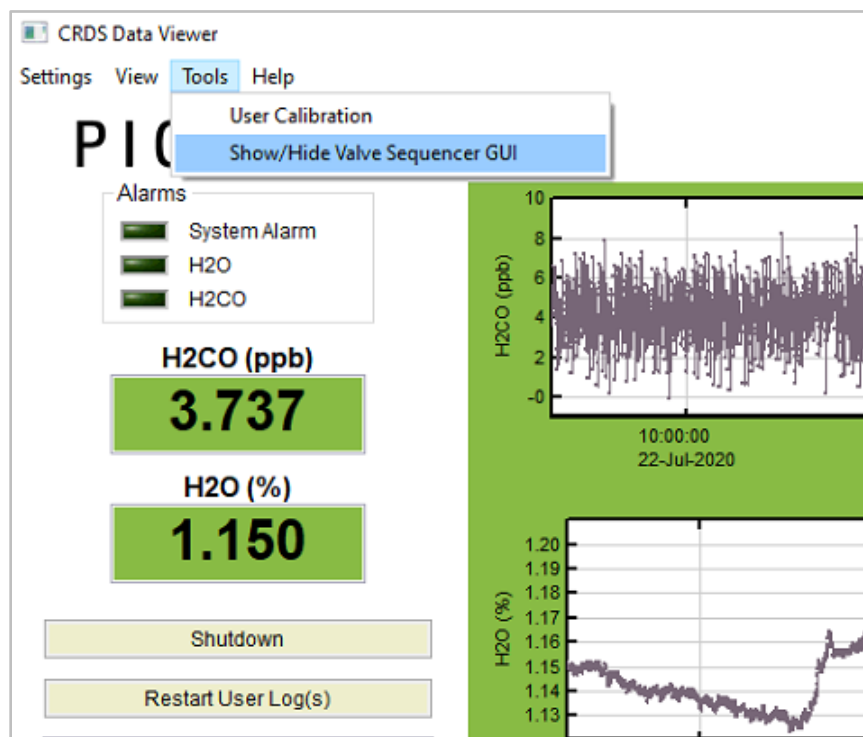 CRDS Data Viewer
Settings View Tools Help
User Calibration
Show/Hide Valve Sequencer GUI
Alarms
System Alarm
H2O
H2CO
H2CO (ppb)
3.737
H2O (%)
1.150
Shutdown
Restart User Log(s)
H2CO (ppb)
10
8
6
4
2
-0
10:00:00
22-Jul-2020
H2O (%)
1.20
1.19
1.18
1.17
1.16
1.15
1.14
1.13